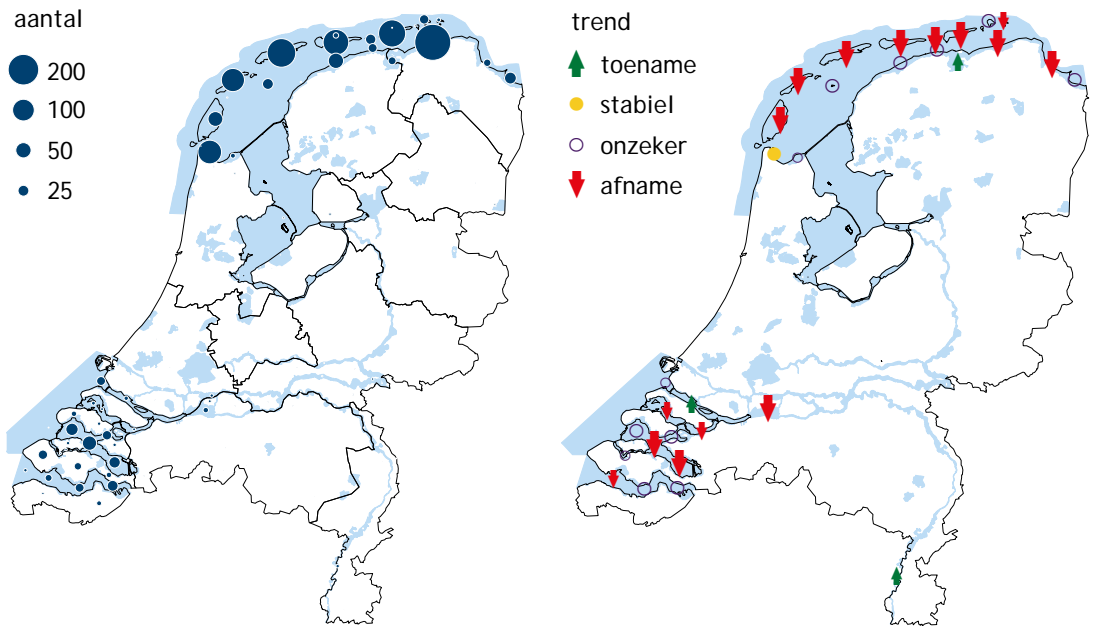 aantal
200
100
50
25
trend
toename
stabiel
onzeker
afname